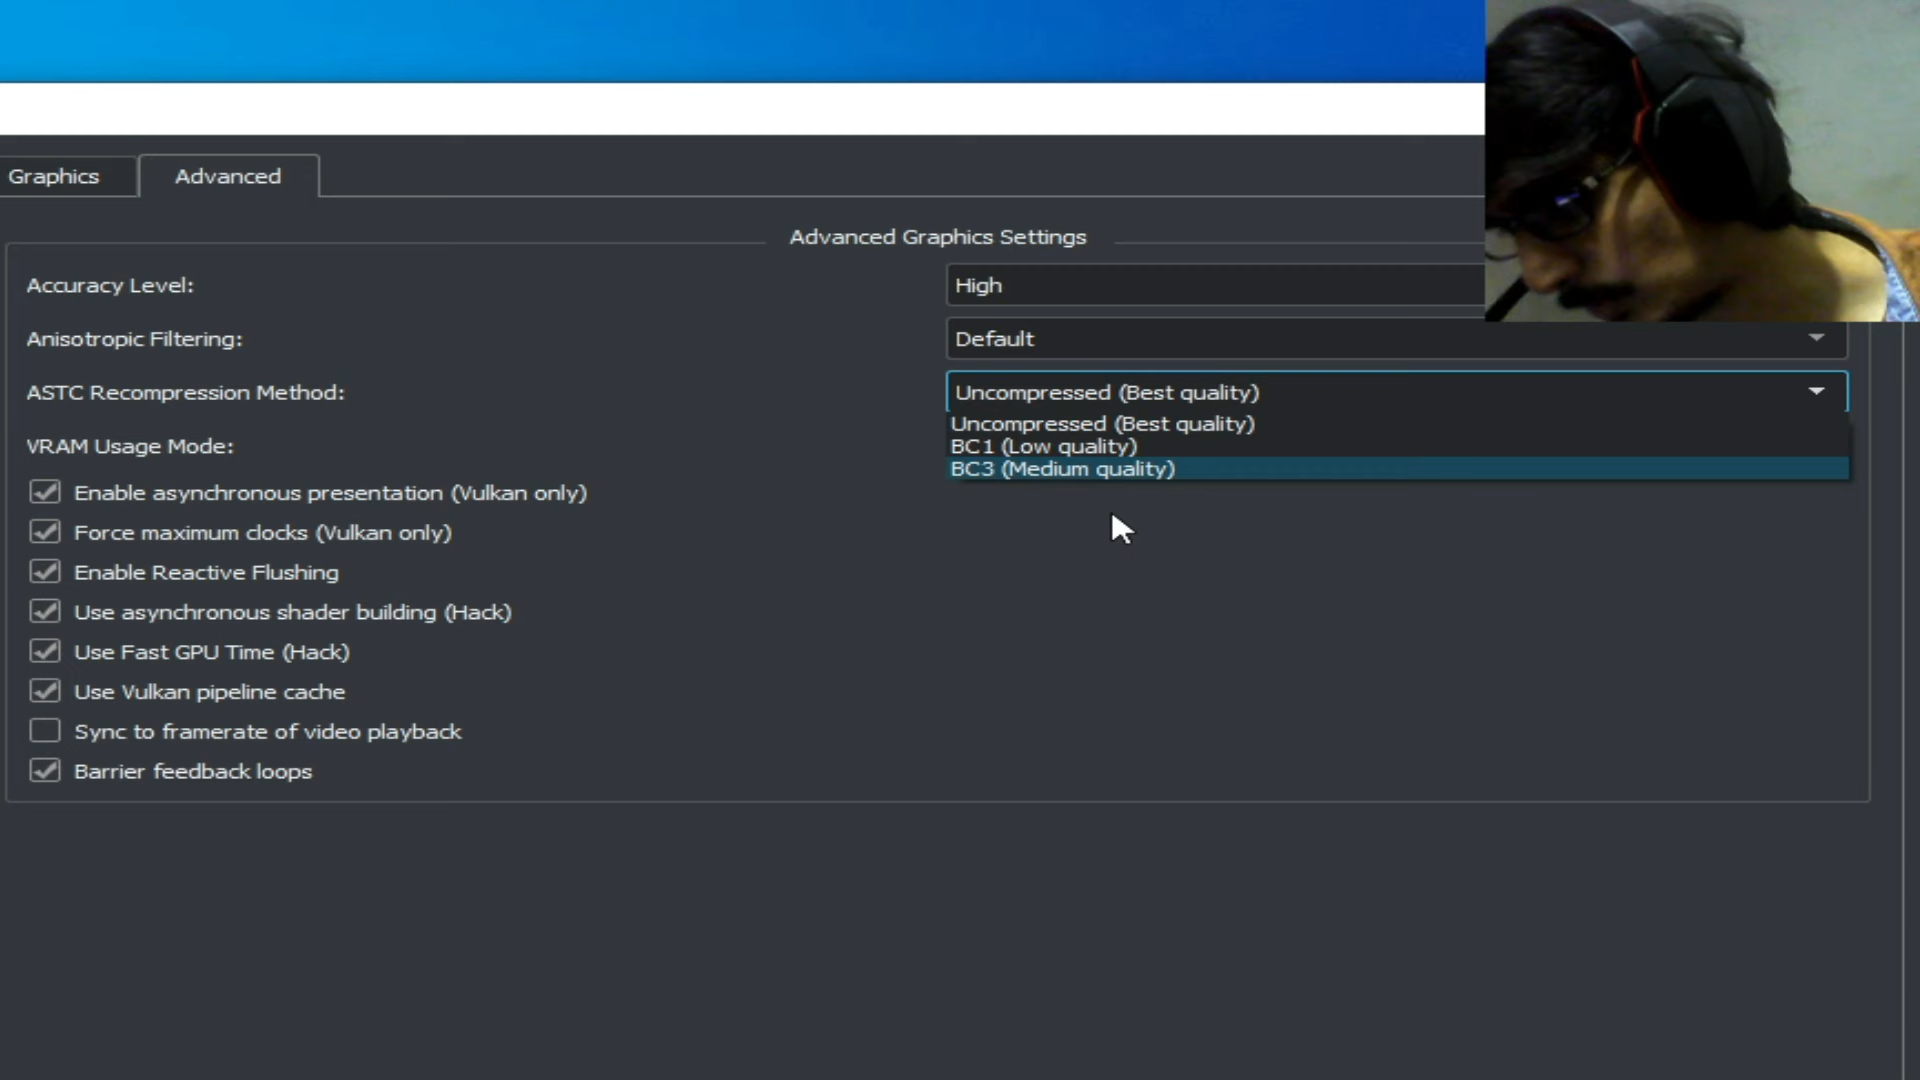 Graphics
Advanced
Advanced Graphics Settings
Accuracy Level:
High
Anisotropic Filtering:
Default
ASTC Recompression Method:
Uncompressed (Best quality)
Uncompressed (Best quality)
BC1 (Low quality)
BC3 (Medium quality)
VRAM Usage Mode:
Enable asynchronous presentation (Vulkan only)
Force maximum clocks (Vulkan only)
Enable Reactive Flushing
Use asynchronous shader building (Hack)
Use Fast GPU Time (Hack)
Use Vulkan pipeline cache
Sync to framerate of video playback
Barrier feedback loops